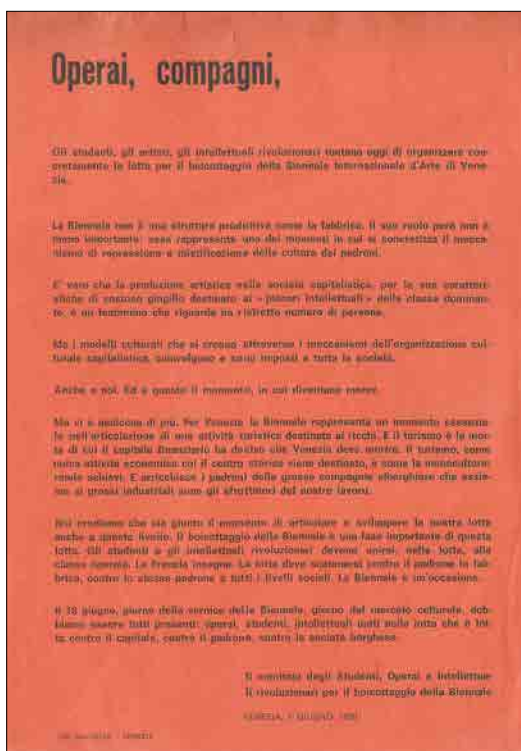 Operai, compagni,
Gli studenti, gli artisti, gli intellettuali rivoluzionari tentano oggi di organizzare con-
cretamente la lotta per il boicottaggio della Biennale Internazionale d'Arte di Vene-
zia.
La Biennale non è una struttura produttiva come la fabbrica. Il suo ruolo però non è
meno importante: essa rappresenta uno dei momenti in cui si concretizza il mecca-
nismo di repressione e mistificazione della cultura dei padroni.
E' vero che la produzione artistica nella società capitalistica, per la sua caratteri-
stica di costoso gingillo destinato ai « piaceri intellettuali » della classe dominan-
te, è un fenomeno che riguarda un ristretto numero di persone.
Ma i modelli culturali che si creano attraverso i meccanismi dell'organizzazione cul-
turale capitalistica, coinvolgono e sono imposti a tutta la società.
Anche a noi. Ed è questo il momento, in cui diventano merce.
Ma vi è qualcosa di più. Per Venezia la Biennale rappresenta un momento essenzia-
le nell'articolazione di una attività turistica destinata ai ricchi. E il turismo è la mor-
te di cui il capitale finanziario ha deciso che Venezia deve morire. Il turismo, come
unica attività economica cui il centro storico viene destinato, è come la monocoltura:
rende schiavi. E arricchisce i padroni delle grosse compagnie alberghiere che assie-
me ai grossi industriali sono gli sfruttatori del nostro lavoro.
Noi crediamo che sia giunto il momento di articolare e sviluppare la nostra lotta
anche a questo livello. Il boicottaggio della Biennale è una fase importante di questa
lotta. Gli studenti e gli intellettuali rivoluzionari devono unirsi, nelle lotte, alla
classe operaia. La Francia insegna. La lotta deve scatenarsi contro il padrone in fab-
brica, contro lo stesso padrone a tutti i livelli sociali. La Biennale è un'occasione.
Il 18 giugno, giorno della vernice della Biennale, giorno del mercato culturale, dob-
biamo essere tutti presenti: operai, studenti, intellettuali uniti nella lotta che è lot-
ta contro il capitale, contro il padrone, contro la società borghese.
Il comitato degli Studenti, Operai e Intellettua-
li rivoluzionari per il boicottaggio della Biennale
VENEZIA, GIUGNO,
VENEZIA